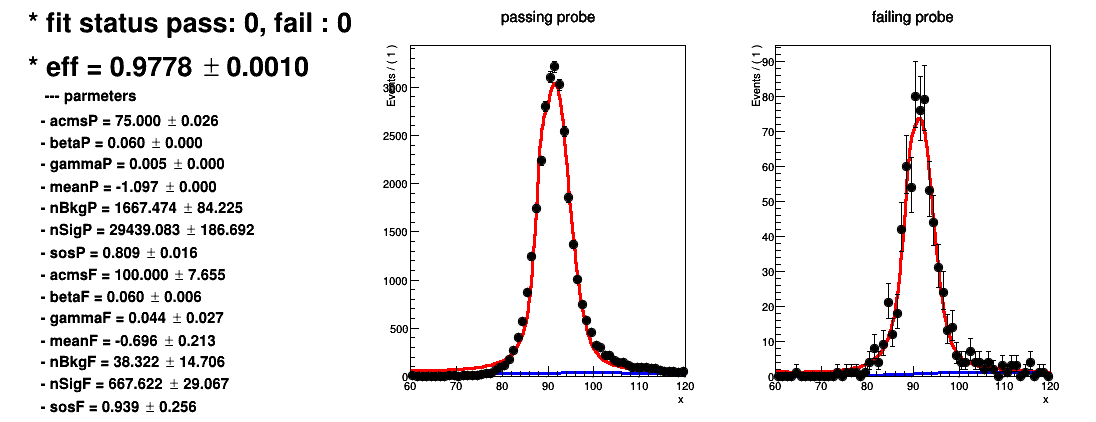 * fit status pass: 0, fail : 0
* eff = 0.9778 ± 0.0010
--- parmeters
- acmsP = 75.000 ± 0.026
- betaP = 0.060 ± 0.000
- gammaP = 0.005 ± 0.000
- meanP = -1.097 ± 0.000
- nBkgP = 1667.474 ± 84.225
- nSigP = 29439.083 ± 186.692
- sosP = 0.809 ± 0.016
- acmsF = 100.000 ± 7.655
- betaF = 0.060 ± 0.006
- gammaF = 0.044 ± 0.027
- meanF = -0.696 ± 0.213
- nBkgF = 38.322 ± 14.706
- nSigF = 667.622 ± 29.067
- sosF = 0.939 ± 0.256
passing probe
Events / ( 1 )
3000
2500
2000
1500
1000
500
0
60 70 80 90 100 110 120
x
failing probe
Events / ( 1 )
90
80
70
60
50
40
30
20
10
0
60 70 80 90 100 110 120
x